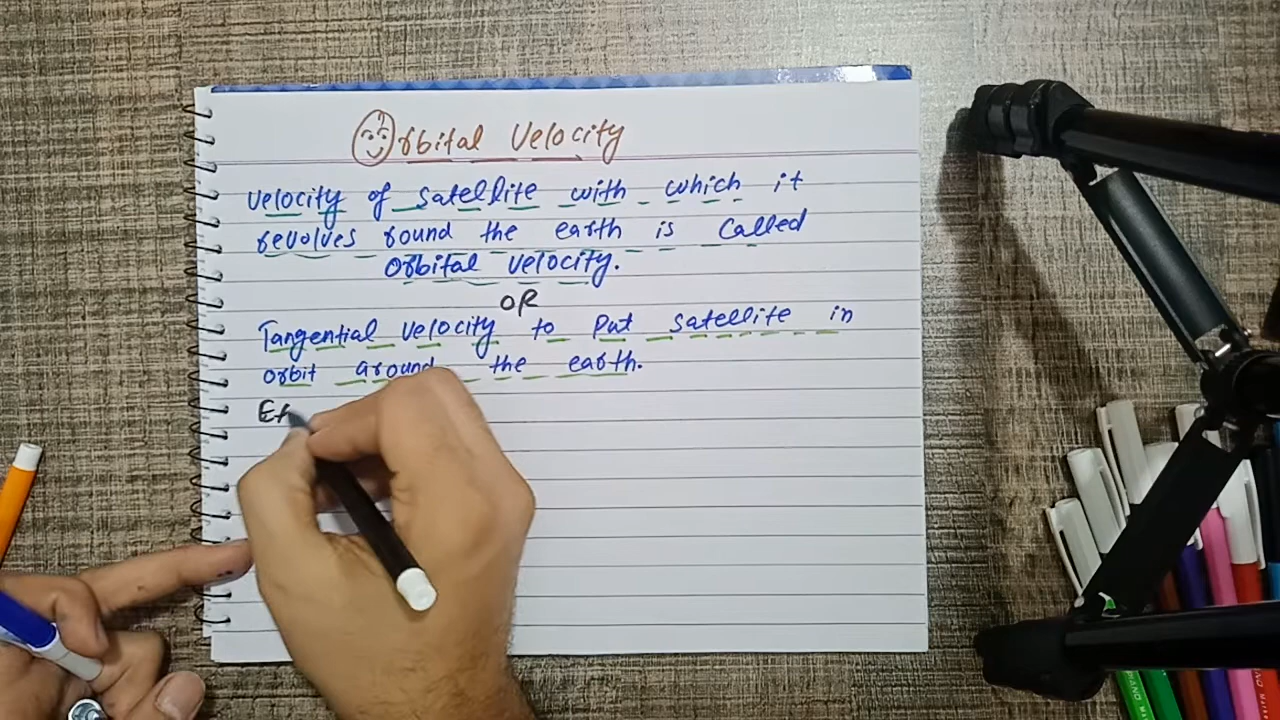 Orbital Velocity
Velocity of satellite with which it
revolves round the earth is called
Orbital velocity.
OR
Tangential velocity to put satellite in
orbit around the earth.